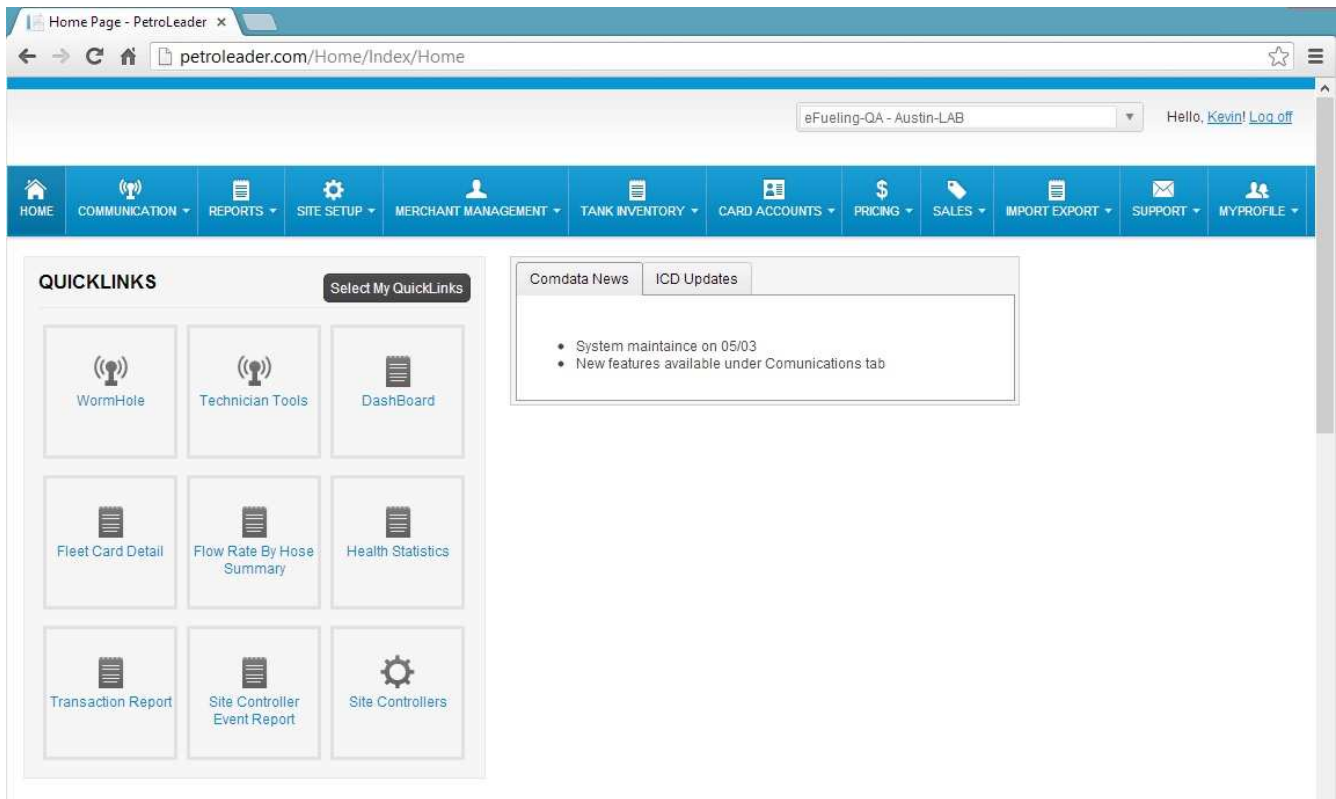 Home Page - PetroLeader
petroleader.com/Home/Index/Home
eFueling-QA - Austin-LAB
Hello, Kevin! Log off
HOME
COMMUNICATION
REPORTS
SITE SETUP
MERCHANT MANAGEMENT
TANK INVENTORY
CARD ACCOUNTS
PRICING
SALES
IMPORT EXPORT
SUPPORT
MYPROFILE
QUICKLINKS
Select My QuickLinks
WormHole
Technician Tools
DashBoard
Fleet Card Detail
Flow Rate By Hose
Summary
Health Statistics
Transaction Report
Site Controller
Event Report
Site Controllers
Comdata News
ICD Updates
System maintaince on 05/03
New features available under Comunications tab